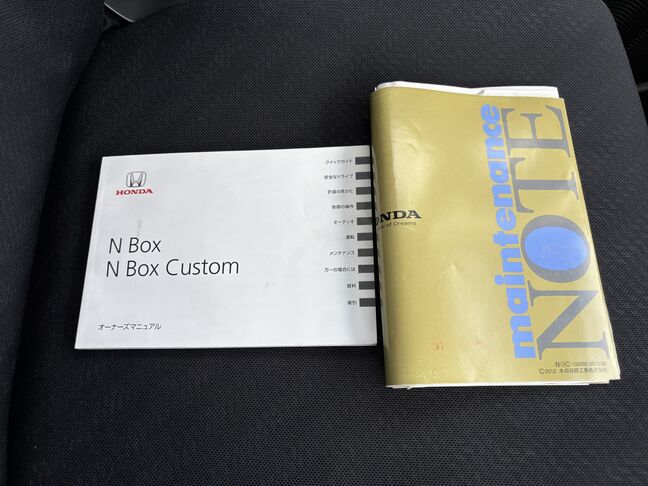 HONDA
N Box
N Box Custom
オーナーズマニュアル
クイックガイド
安全なドライブ
計器の見かた
各部の操作
オーディオ
運転
メンテナンス
万一の場合には
資料
索引
maintenance
NOTE
ONDA
of Dreams
100000.2013.06
©2012 本田技研工業株式会社